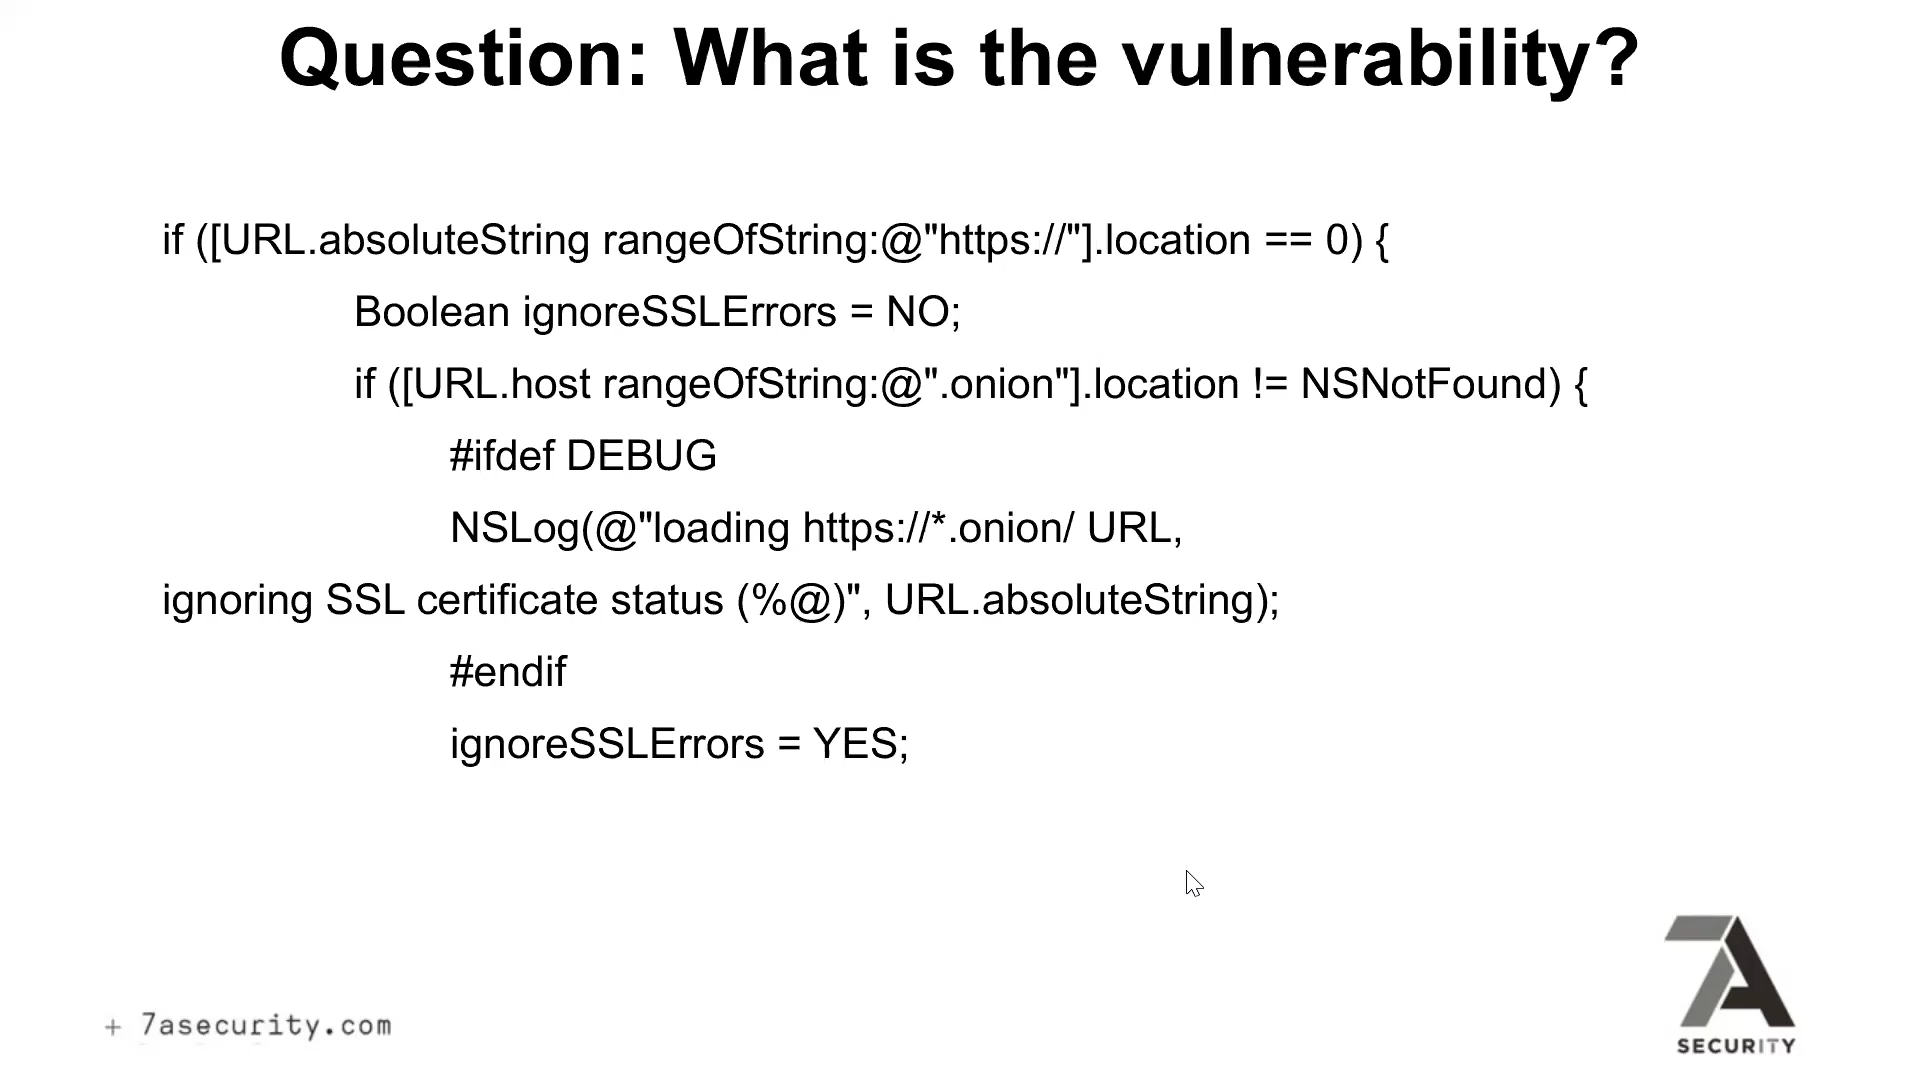 Question: What is the vulnerability?
if ([URL.absoluteString rangeOfString:@"https://"].location == 0) {
Boolean ignoreSSLErrors = NO;
if ([URL.host rangeOfString:@".onion"].location != NSNotFound) {
#ifdef DEBUG
NSLog(@"loading https://*.onion/ URL,
ignoring SSL certificate status (%@)", URL.absoluteString);
#endif
ignoreSSLErrors = YES;
+ 7asecurity.com
7A
SECURITY